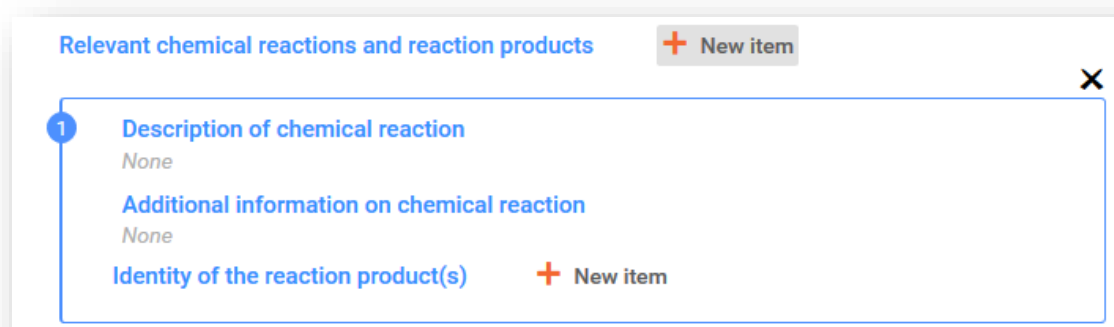 Relevant chemical reactions and reaction products + New item
1 Description of chemical reaction
None
Additional information on chemical reaction
None
Identity of the reaction product(s) + New item